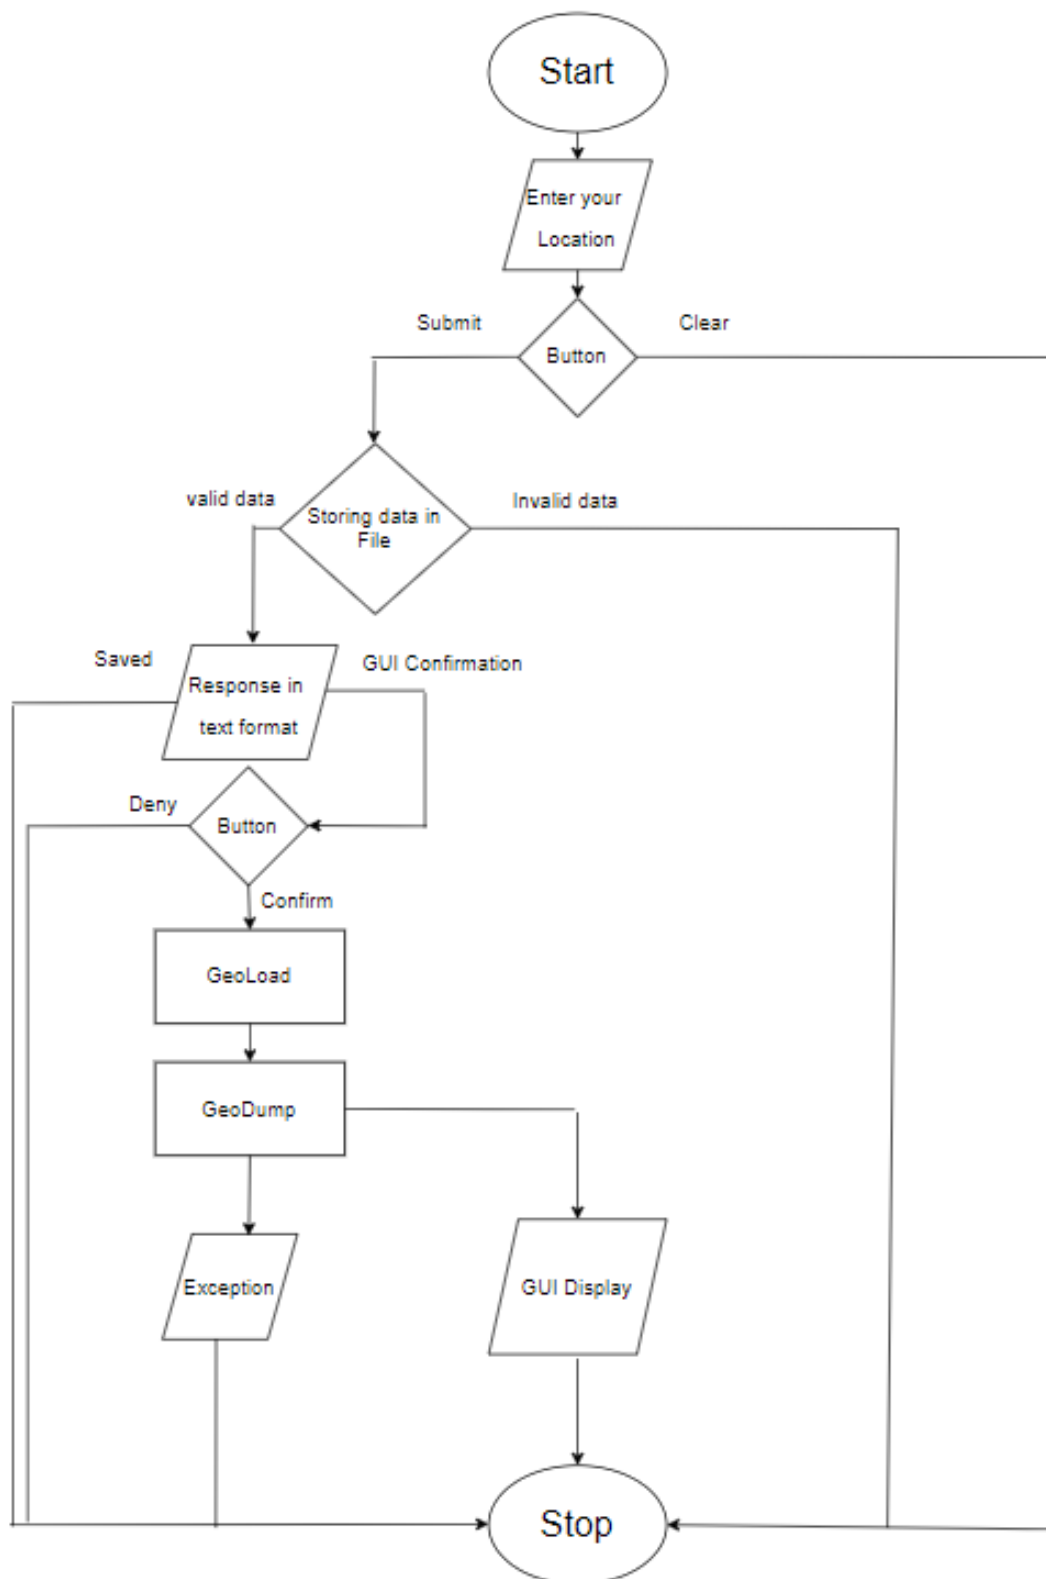 Start
Enter your
Location
Submit
Clear
Button
valid data
Invalid data
Storing data in
File
Saved
GUI Confirmation
Response in
text format
Deny
Button
Confirm
GeoLoad
GeoDump
Exception
GUI Display
Stop